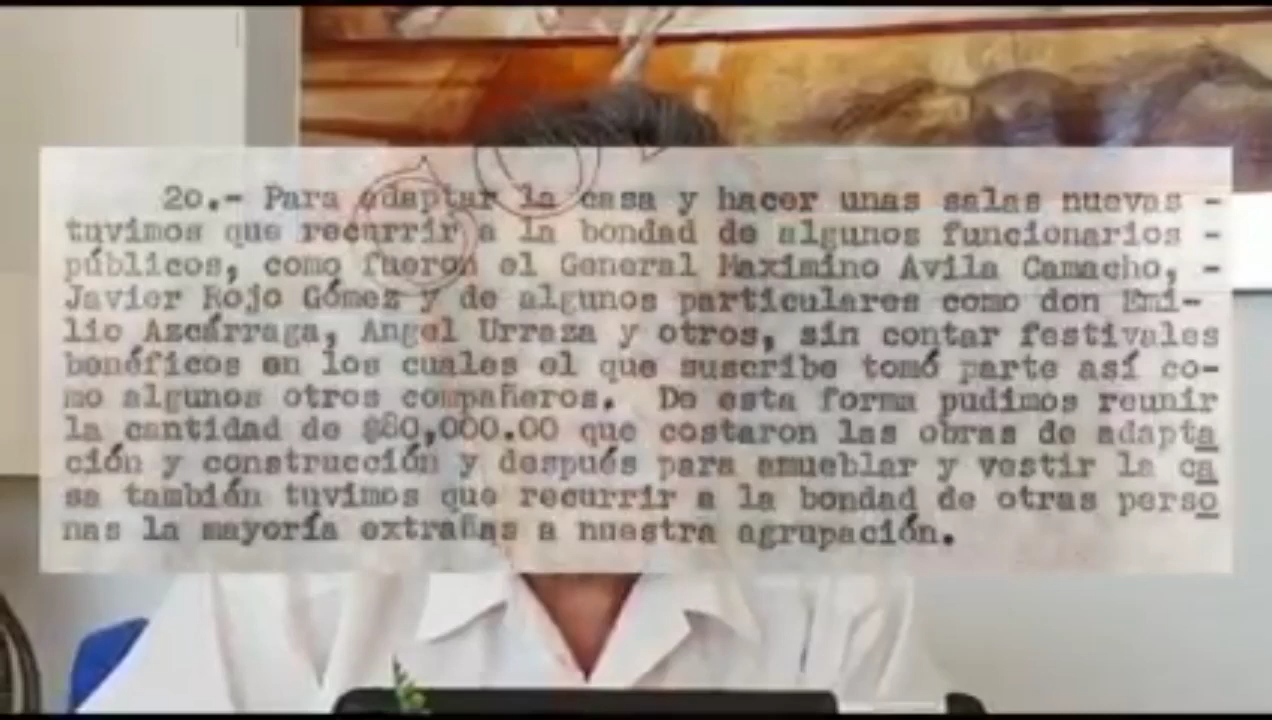 20.- Para adaptar la casa y hacer unas salas nuevas -
tuvimos que recurrir a la bondad de algunos funcionarios -
públicos, como fueron el General Maximino Avila Camacho, -
Javier Rojo Gómez y de algunos particulares como don Emi-
lio Azcárraga, Angel Urraza y otros, sin contar festivales
benéficos en los cuales el que suscribe tomó parte así co-
mo algunos otros compañeros. De esta forma pudimos reunir
la cantidad de $80,000.00 que costaron las obras de adapta
ción y construcción y después para amueblar y vestir la ca
sa también tuvimos que recurrir a la bondad de otras perso
nas la mayoría extrañas a nuestra agrupación.